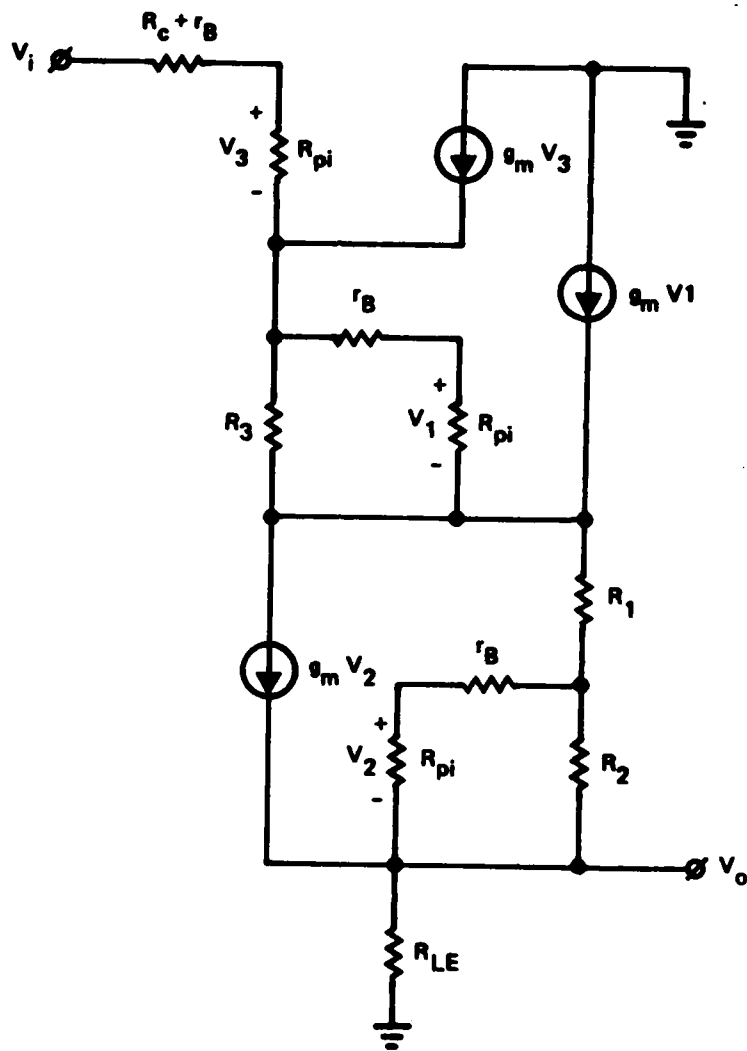 R_c + r_B
V_i
+
V_3
R_pi
-
g_m V_3
g_m V1
r_B
+
R_3
V_1
R_pi
-
R_1
r_B
g_m V_2
+
V_2
R_pi
-
R_2
V_o
R_LE